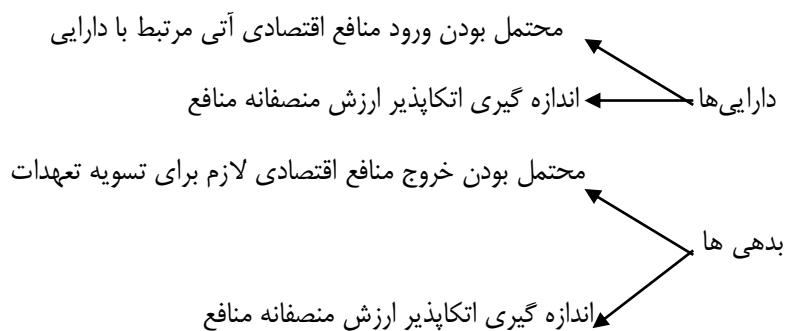 محتمل بودن ورود منافع اقتصادی آتی مرتبط با دارایی
دارایی‌ها
اندازه گیری اتکاپذیر ارزش منصفانه منافع
محتمل بودن خروج منافع اقتصادی لازم برای تسویه تعهدات
بدهی ها
اندازه گیری اتکاپذیر ارزش منصفانه منافع